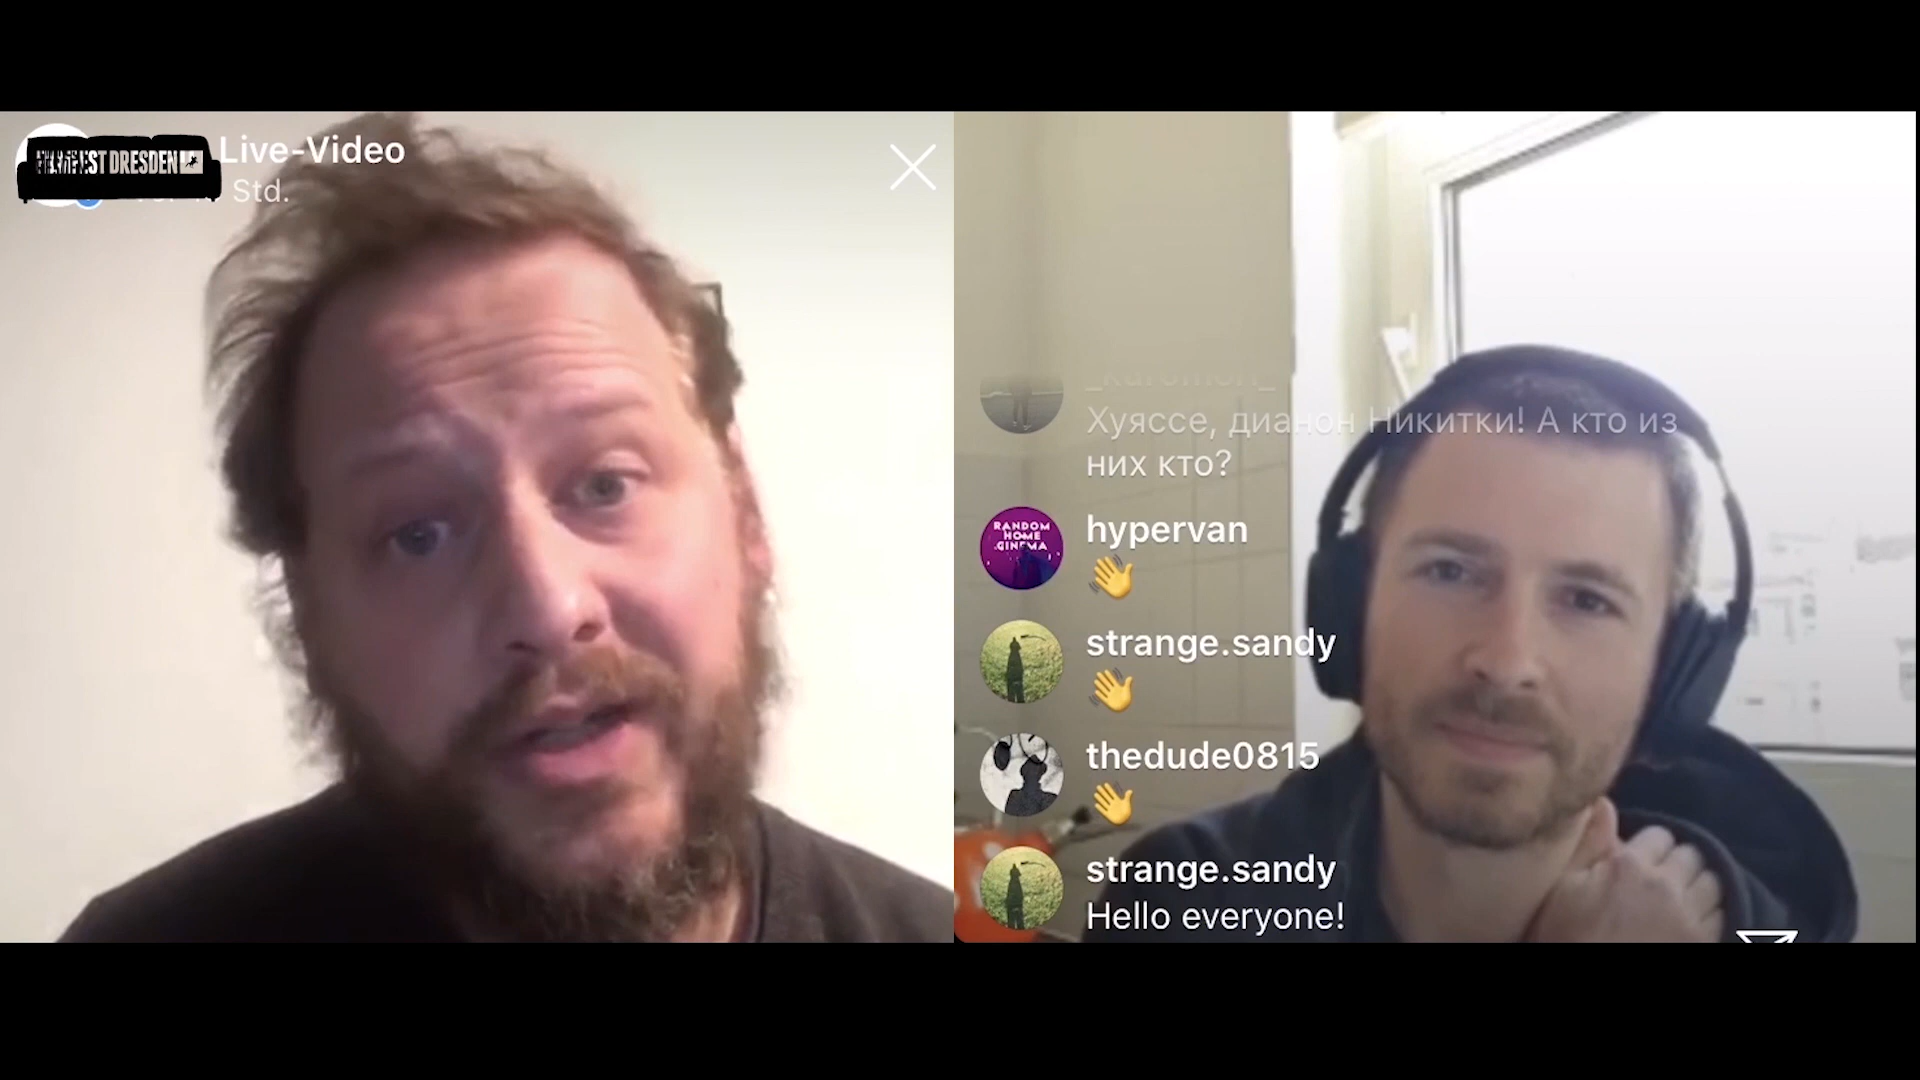 ST DRESDEN
Live-Video
Std.
Хуяссе, дианон Никитки! А кто из
них кто?
RANDOM
HOME
CINEMA
hypervan
strange.sandy
thedude0815
strange.sandy
Hello everyone!